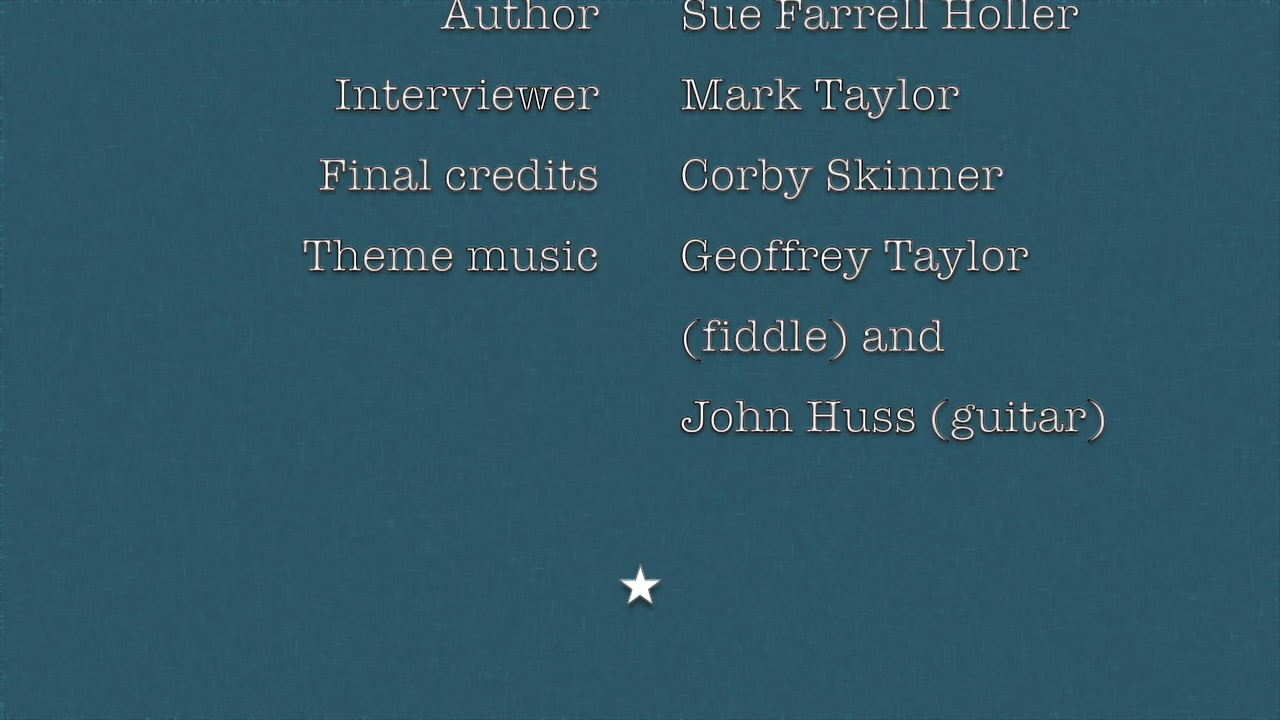 Author Sue Farrell Holler
Interviewer Mark Taylor
Final credits Corby Skinner
Theme music Geoffrey Taylor
(fiddle) and
John Huss (guitar)